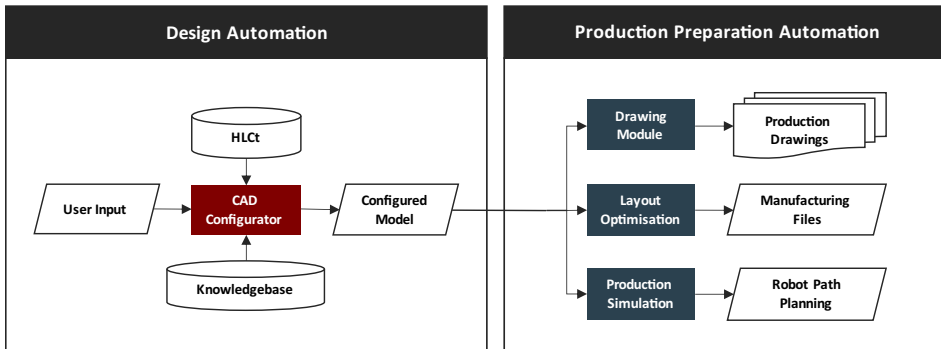 Design Automation
Production Preparation Automation
HLCt
User Input
CAD
Configurator
Configured
Model
Knowledgebase
Drawing
Module
Production
Drawings
Layout
Optimisation
Manufacturing
Files
Production
Simulation
Robot Path
Planning